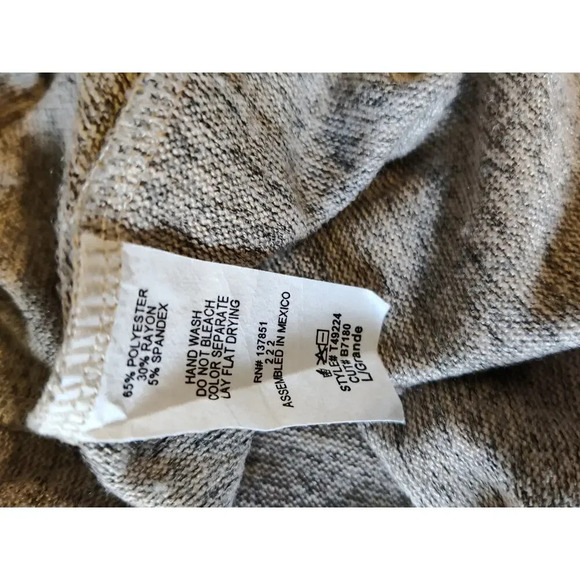 65% POLYESTER
30% RAYON
5% SPANDEX
HAND WASH
DO NOT BLEACH
COLOR SEPARATE
LAY FLAT DRYING
RN# 137851
2 2 2
ASSEMBLED IN MEXICO
STYLE# T49224
CUT# B7180
L/Grande